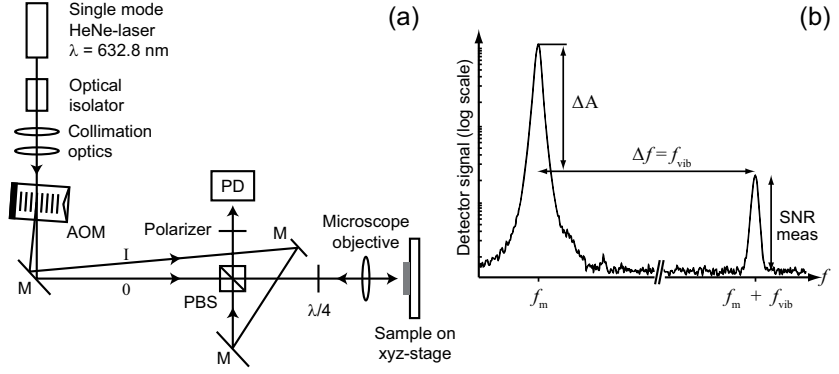 (a)
Single mode
HeNe-laser
λ = 632.8 nm
Optical
isolator
Collimation
optics
AOM
M
I
0
PD
Polarizer
PBS
M
M
λ/4
Microscope
objective
Sample on
xyz-stage
(b)
Detector signal (log scale)
ΔA
Δf = f_vib
SNR
meas
f_m
f_m + f_vib
f